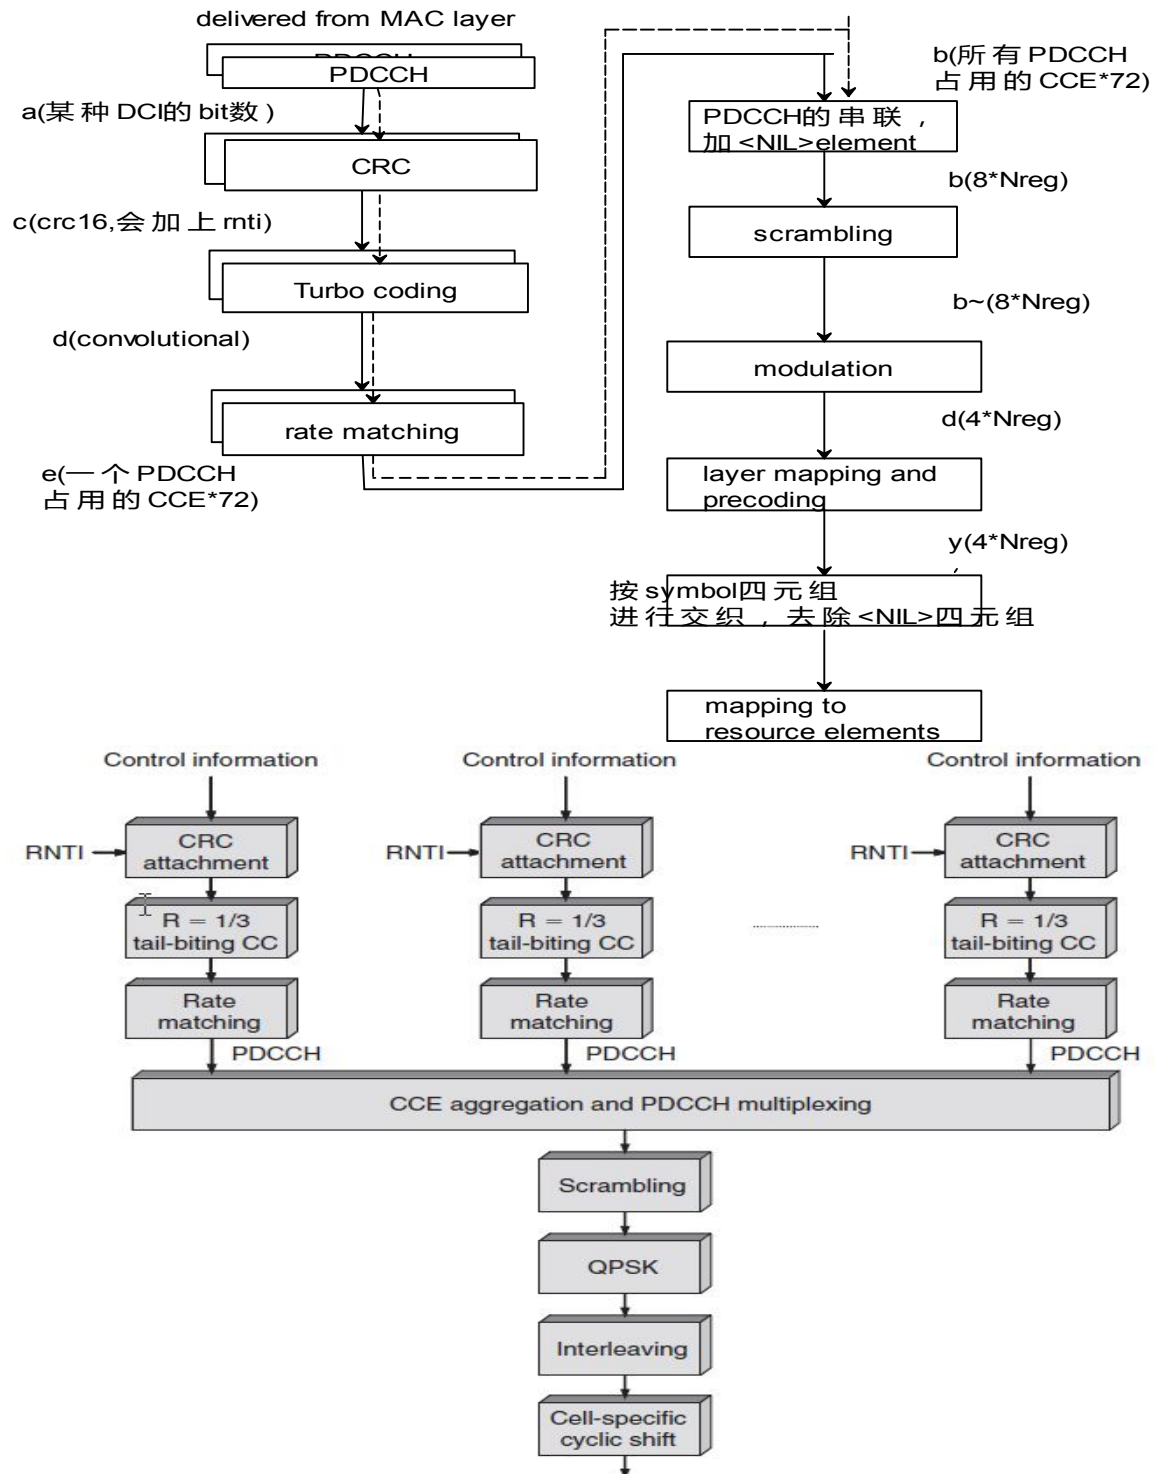 delivered from MAC layer
PDCCH
PDCCH
a(某种DCI的bit数)
CRC
c(crc16,会加上rnti)
Turbo coding
d(convolutional)
rate matching
e(一个PDCCH
占用的CCE*72)
b(所有PDCCH
占用的CCE*72)
PDCCH的串联，
加<NIL>element
b(8*Nreg)
scrambling
b~(8*Nreg)
modulation
d(4*Nreg)
layer mapping and
precoding
y(4*Nreg)
按symbol四元组
进行交织，去除<NIL>四元组
mapping to
resource elements
Control information
Control information
Control information
RNTI
CRC
attachment
RNTI
CRC
attachment
RNTI
CRC
attachment
R = 1/3
tail-biting CC
R = 1/3
tail-biting CC
R = 1/3
tail-biting CC
Rate
matching
Rate
matching
Rate
matching
PDCCH
PDCCH
PDCCH
CCE aggregation and PDCCH multiplexing
Scrambling
QPSK
Interleaving
Cell-specific
cyclic shift